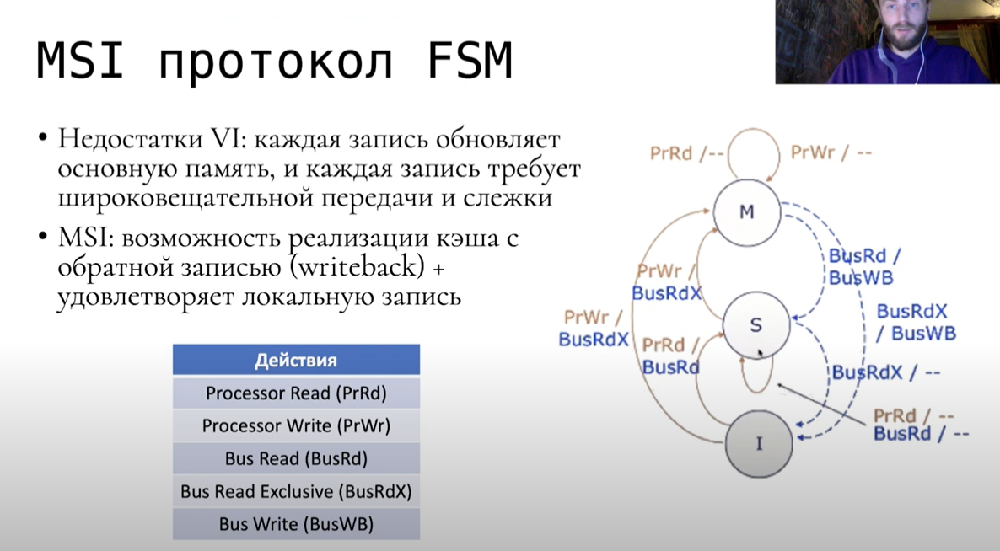 MSI протокол FSM
• Недостатки VI: каждая запись обновляет
основную память, и каждая запись требует
широковещательной передачи и слежки
• MSI: возможность реализации кэша с
обратной записью (writeback) +
удовлетворяет локальную запись
Действия
Processor Read (PrRd)
Processor Write (PrWr)
Bus Read (BusRd)
Bus Read Exclusive (BusRdX)
Bus Write (BusWB)
PrRd /--
PrWr / --
M
BusRd /
BusWB
PrWr /
BusRdX
S
BusRdX
/ BusWB
PrWr /
BusRdX
PrRd /
BusRd
BusRdX / --
PrRd / --
BusRd / --
I